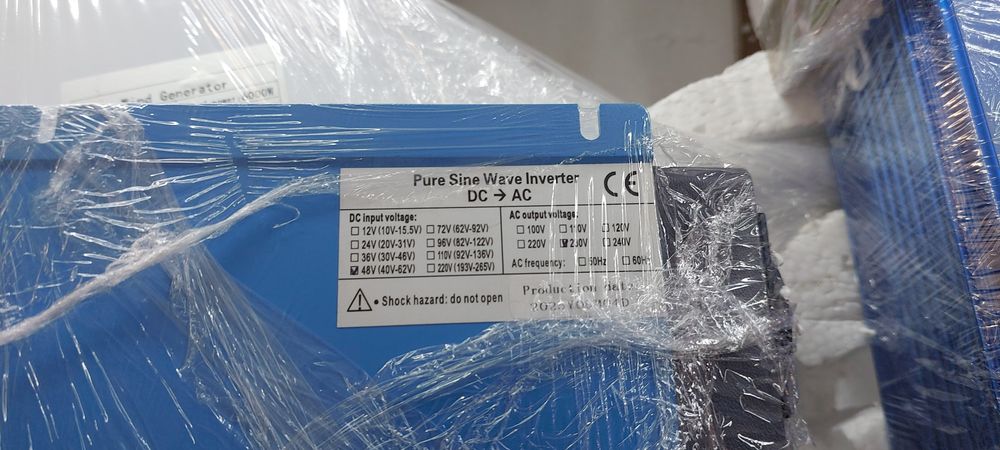 Generator
Pure Sine Wave Inverter
DC → AC
CE
DC input voltage:
12V (10V-15.5V) 72V (62V-92V)
24V (20V-31V) 96V (82V-122V)
36V (30V-46V) 110V (92V-136V)
48V (40V-62V) 220V (193V-265V)
AC output voltage:
100V 110V 120V
220V 230V 240V
AC frequency: 50Hz 60Hz
Shock hazard: do not open
Production Date